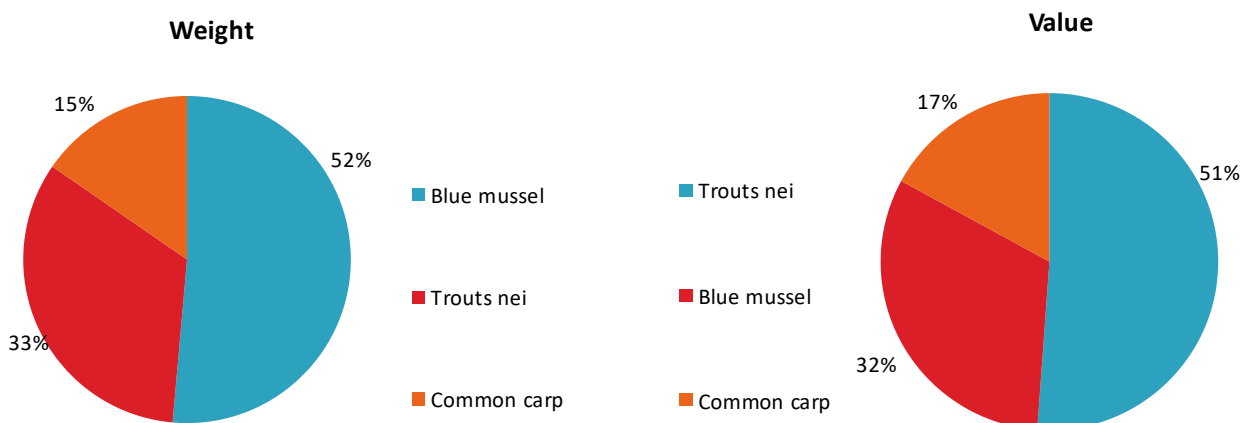 Weight
15%
52%
33%
Blue mussel
Trouts nei
Common carp
Value
17%
51%
32%
Trouts nei
Blue mussel
Common carp